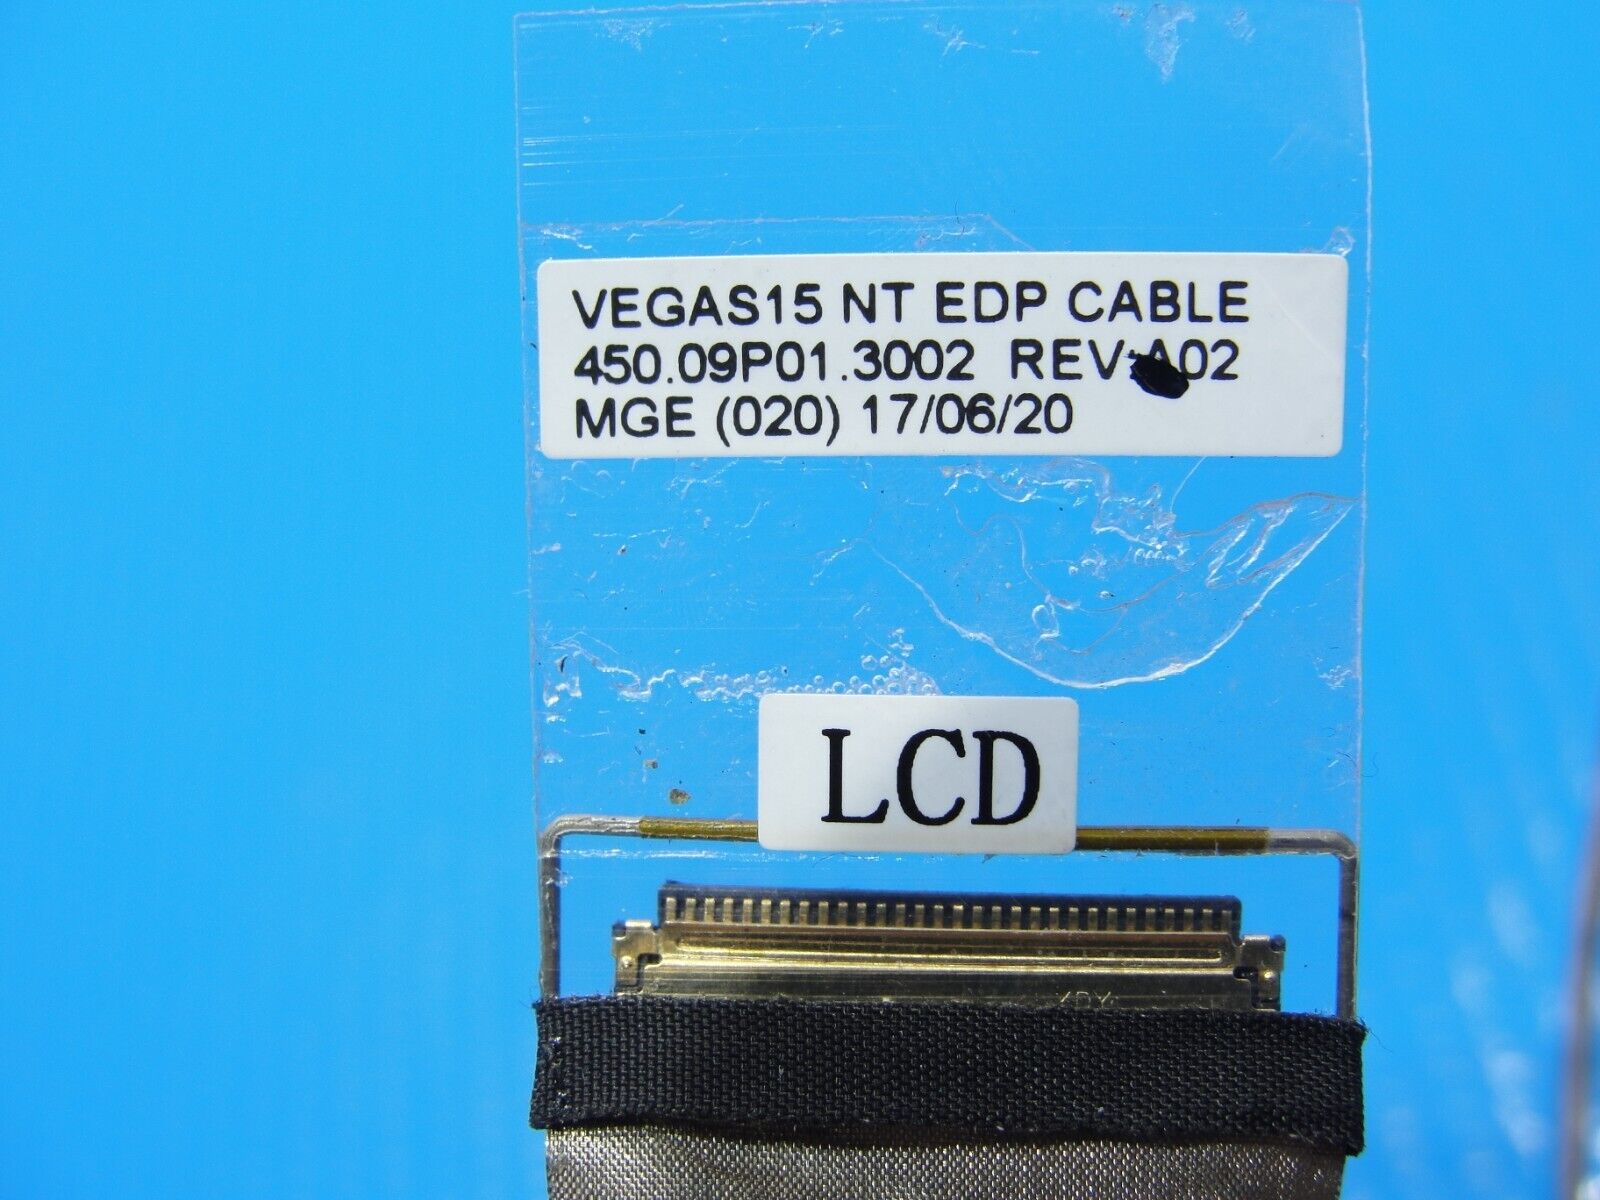 VEGAS15 NT EDP CABLE
450.09P01.3002 REV:A02
MGE (020) 17/06/20
LCD